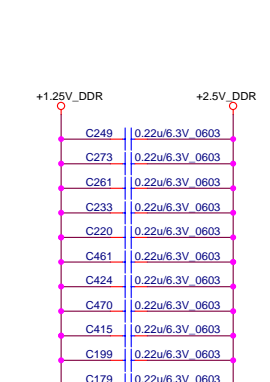 +1.25V_DDR +2.5V_DDR
C249 0.22u/6.3V_0603
C273 0.22u/6.3V_0603
C261 0.22u/6.3V_0603
C233 0.22u/6.3V_0603
C220 0.22u/6.3V_0603
C461 0.22u/6.3V_0603
C424 0.22u/6.3V_0603
C470 0.22u/6.3V_0603
C415 0.22u/6.3V_0603
C199 0.22u/6.3V_0603
C179 0.22u/6.3V_0603